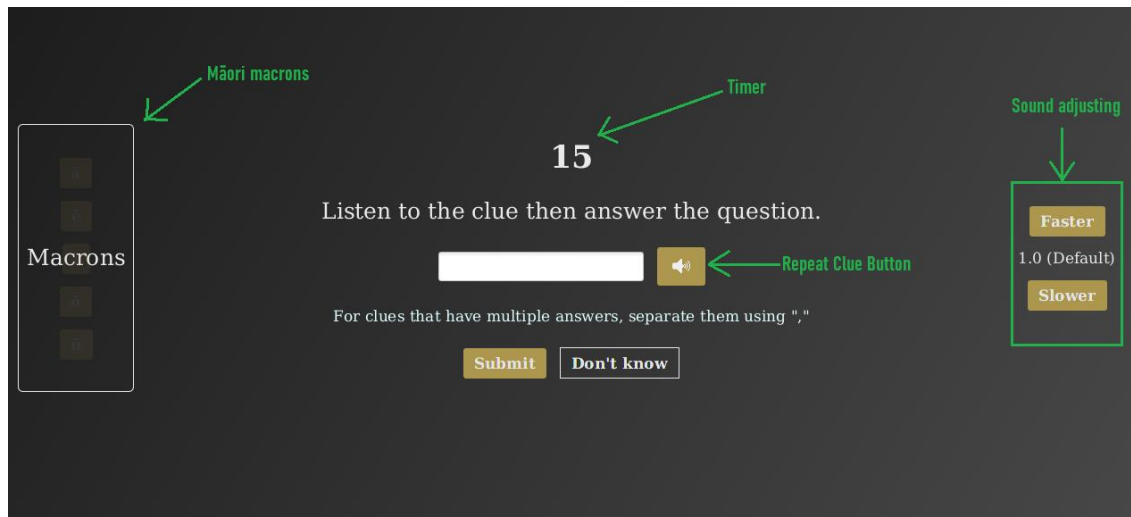 Māori macrons
Timer
Sound adjusting
15
Listen to the clue then answer the question.
Macrons
ā
ē
ō
ū
Repeat Clue Button
For clues that have multiple answers, separate them using ","
Submit
Don't know
Faster
1.0 (Default)
Slower